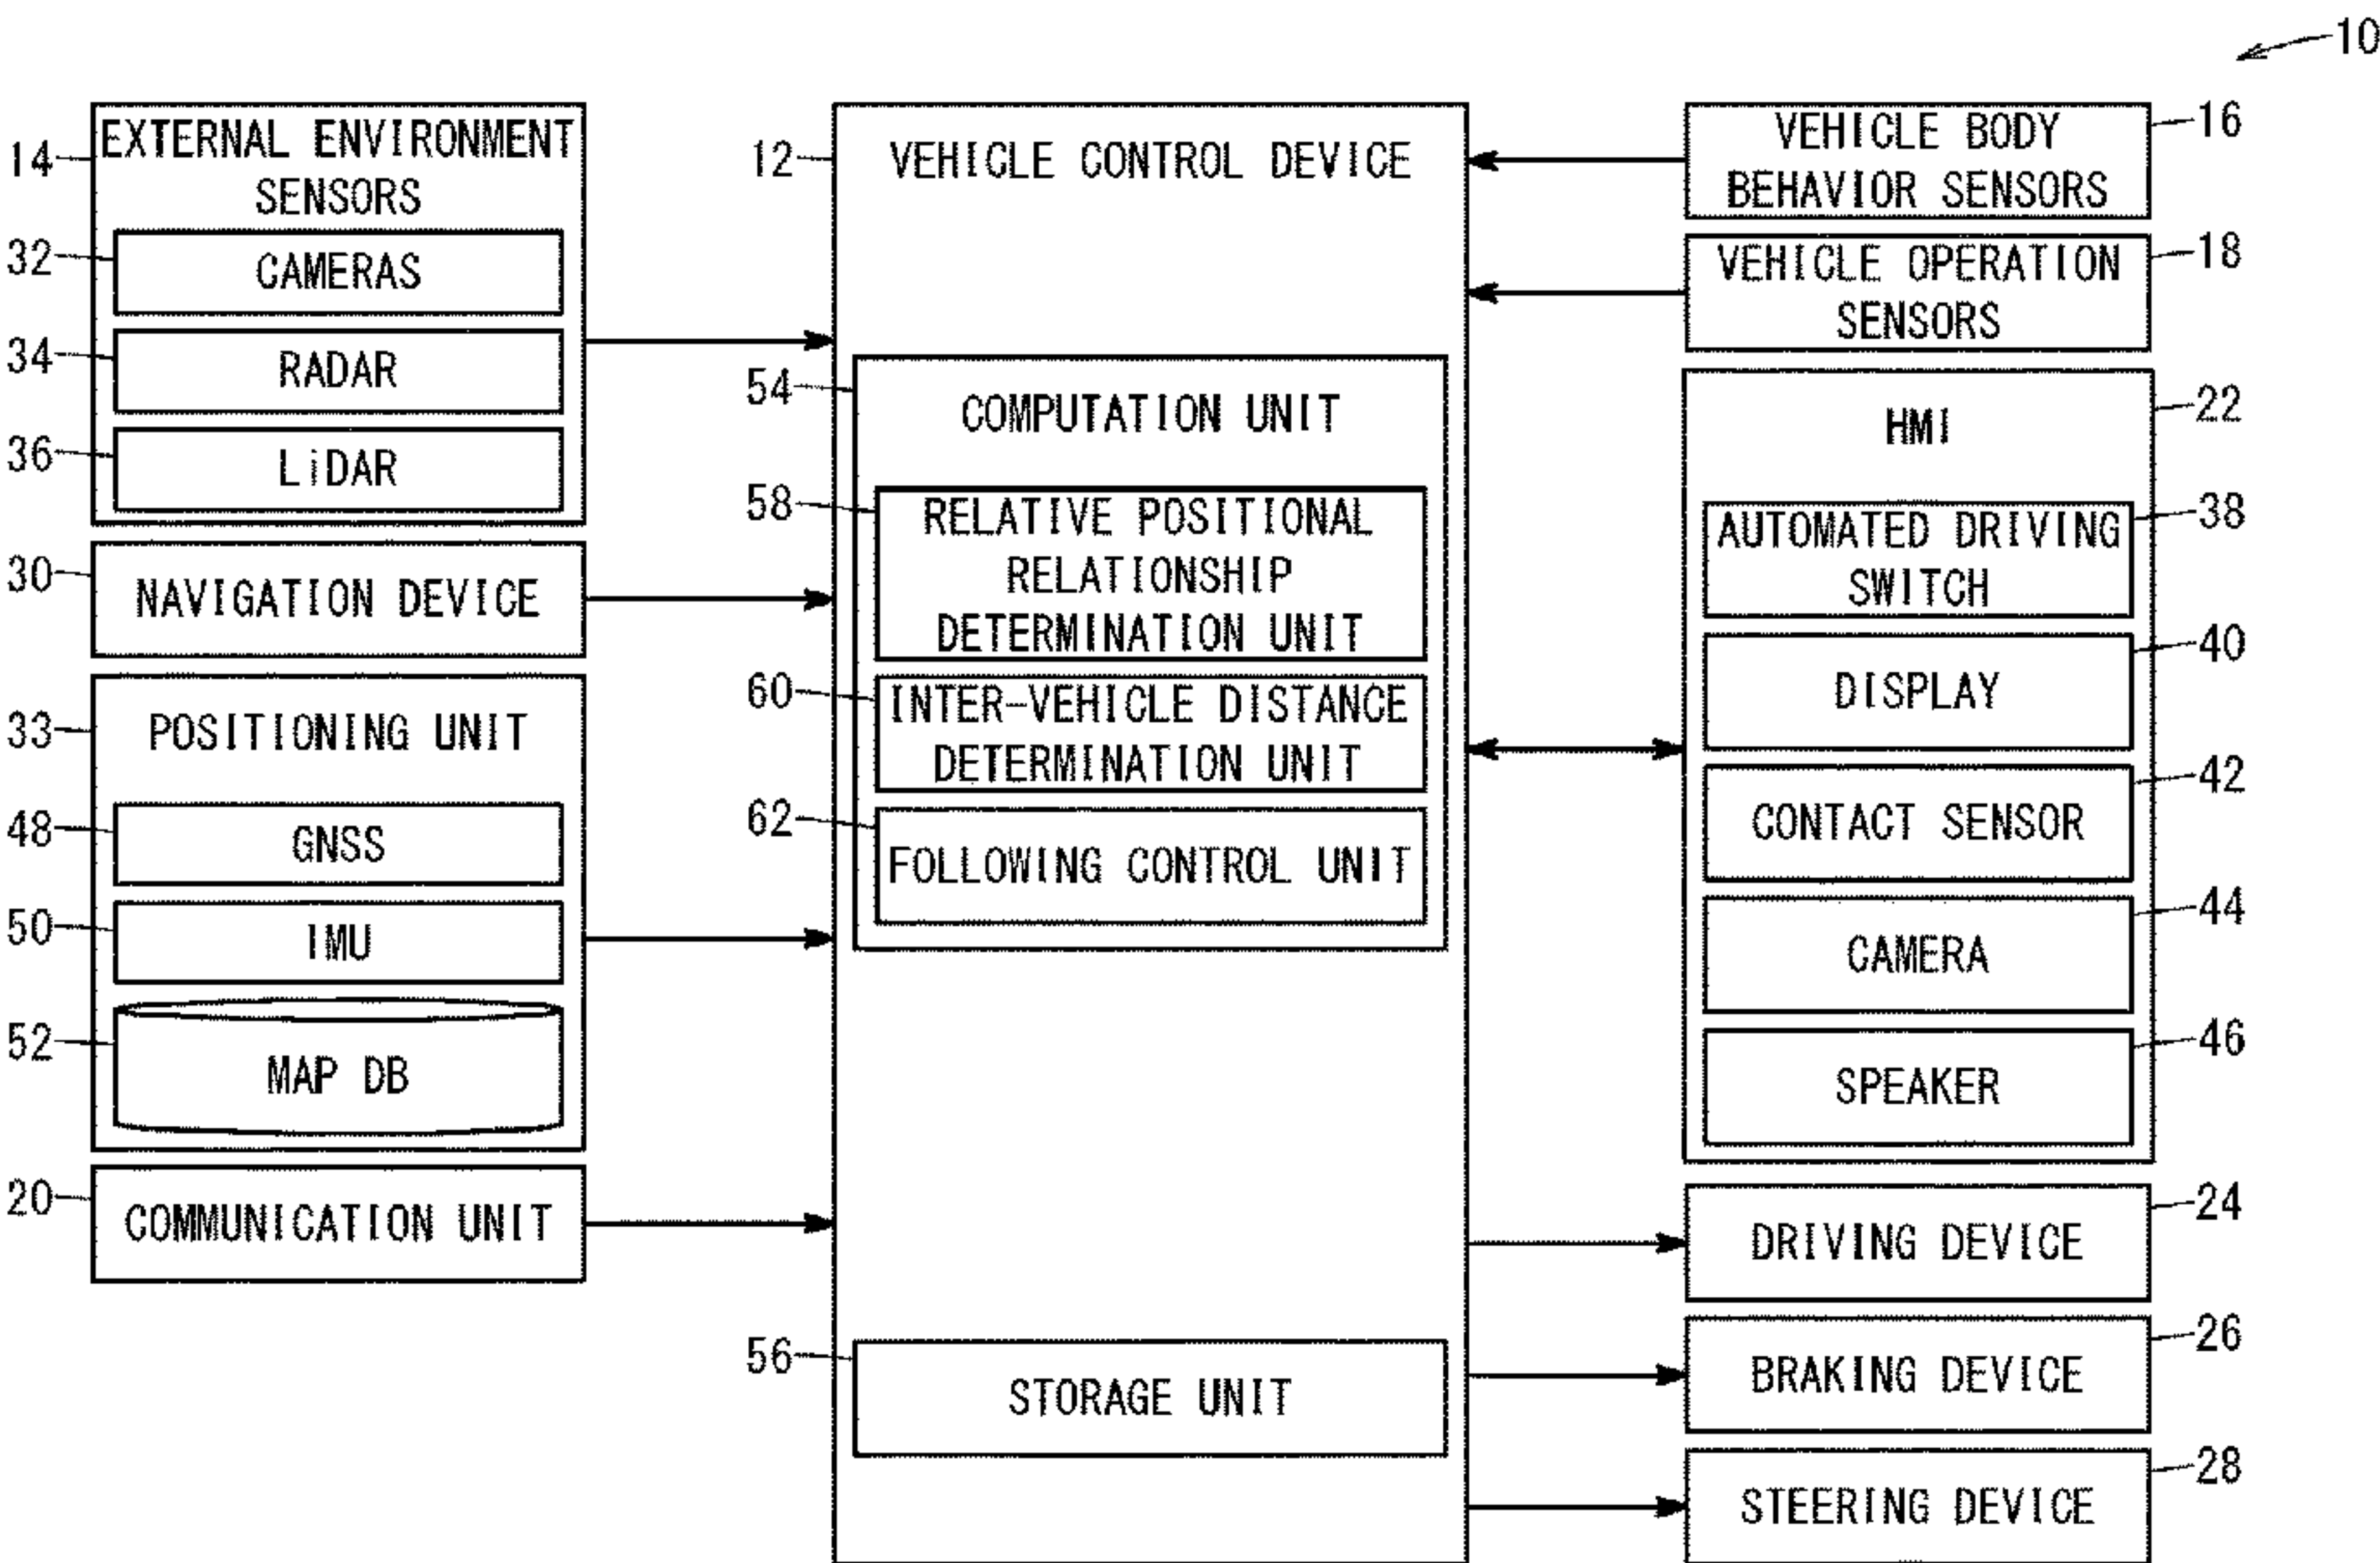 10
14
EXTERNAL ENVIRONMENT
SENSORS
32
CAMERAS
34
RADAR
36
LiDAR
30
NAVIGATION DEVICE
33
POSITIONING UNIT
48
GNSS
50
IMU
52
MAP DB
20
COMMUNICATION UNIT
12
VEHICLE CONTROL DEVICE
54
COMPUTATION UNIT
58
RELATIVE POSITIONAL
RELATIONSHIP
DETERMINATION UNIT
60
INTER-VEHICLE DISTANCE
DETERMINATION UNIT
62
FOLLOWING CONTROL UNIT
56
STORAGE UNIT
VEHICLE BODY
BEHAVIOR SENSORS
16
VEHICLE OPERATION
SENSORS
18
HMI
22
AUTOMATED DRIVING
SWITCH
38
DISPLAY
40
CONTACT SENSOR
42
CAMERA
44
SPEAKER
46
DRIVING DEVICE
24
BRAKING DEVICE
26
STEERING DEVICE
28